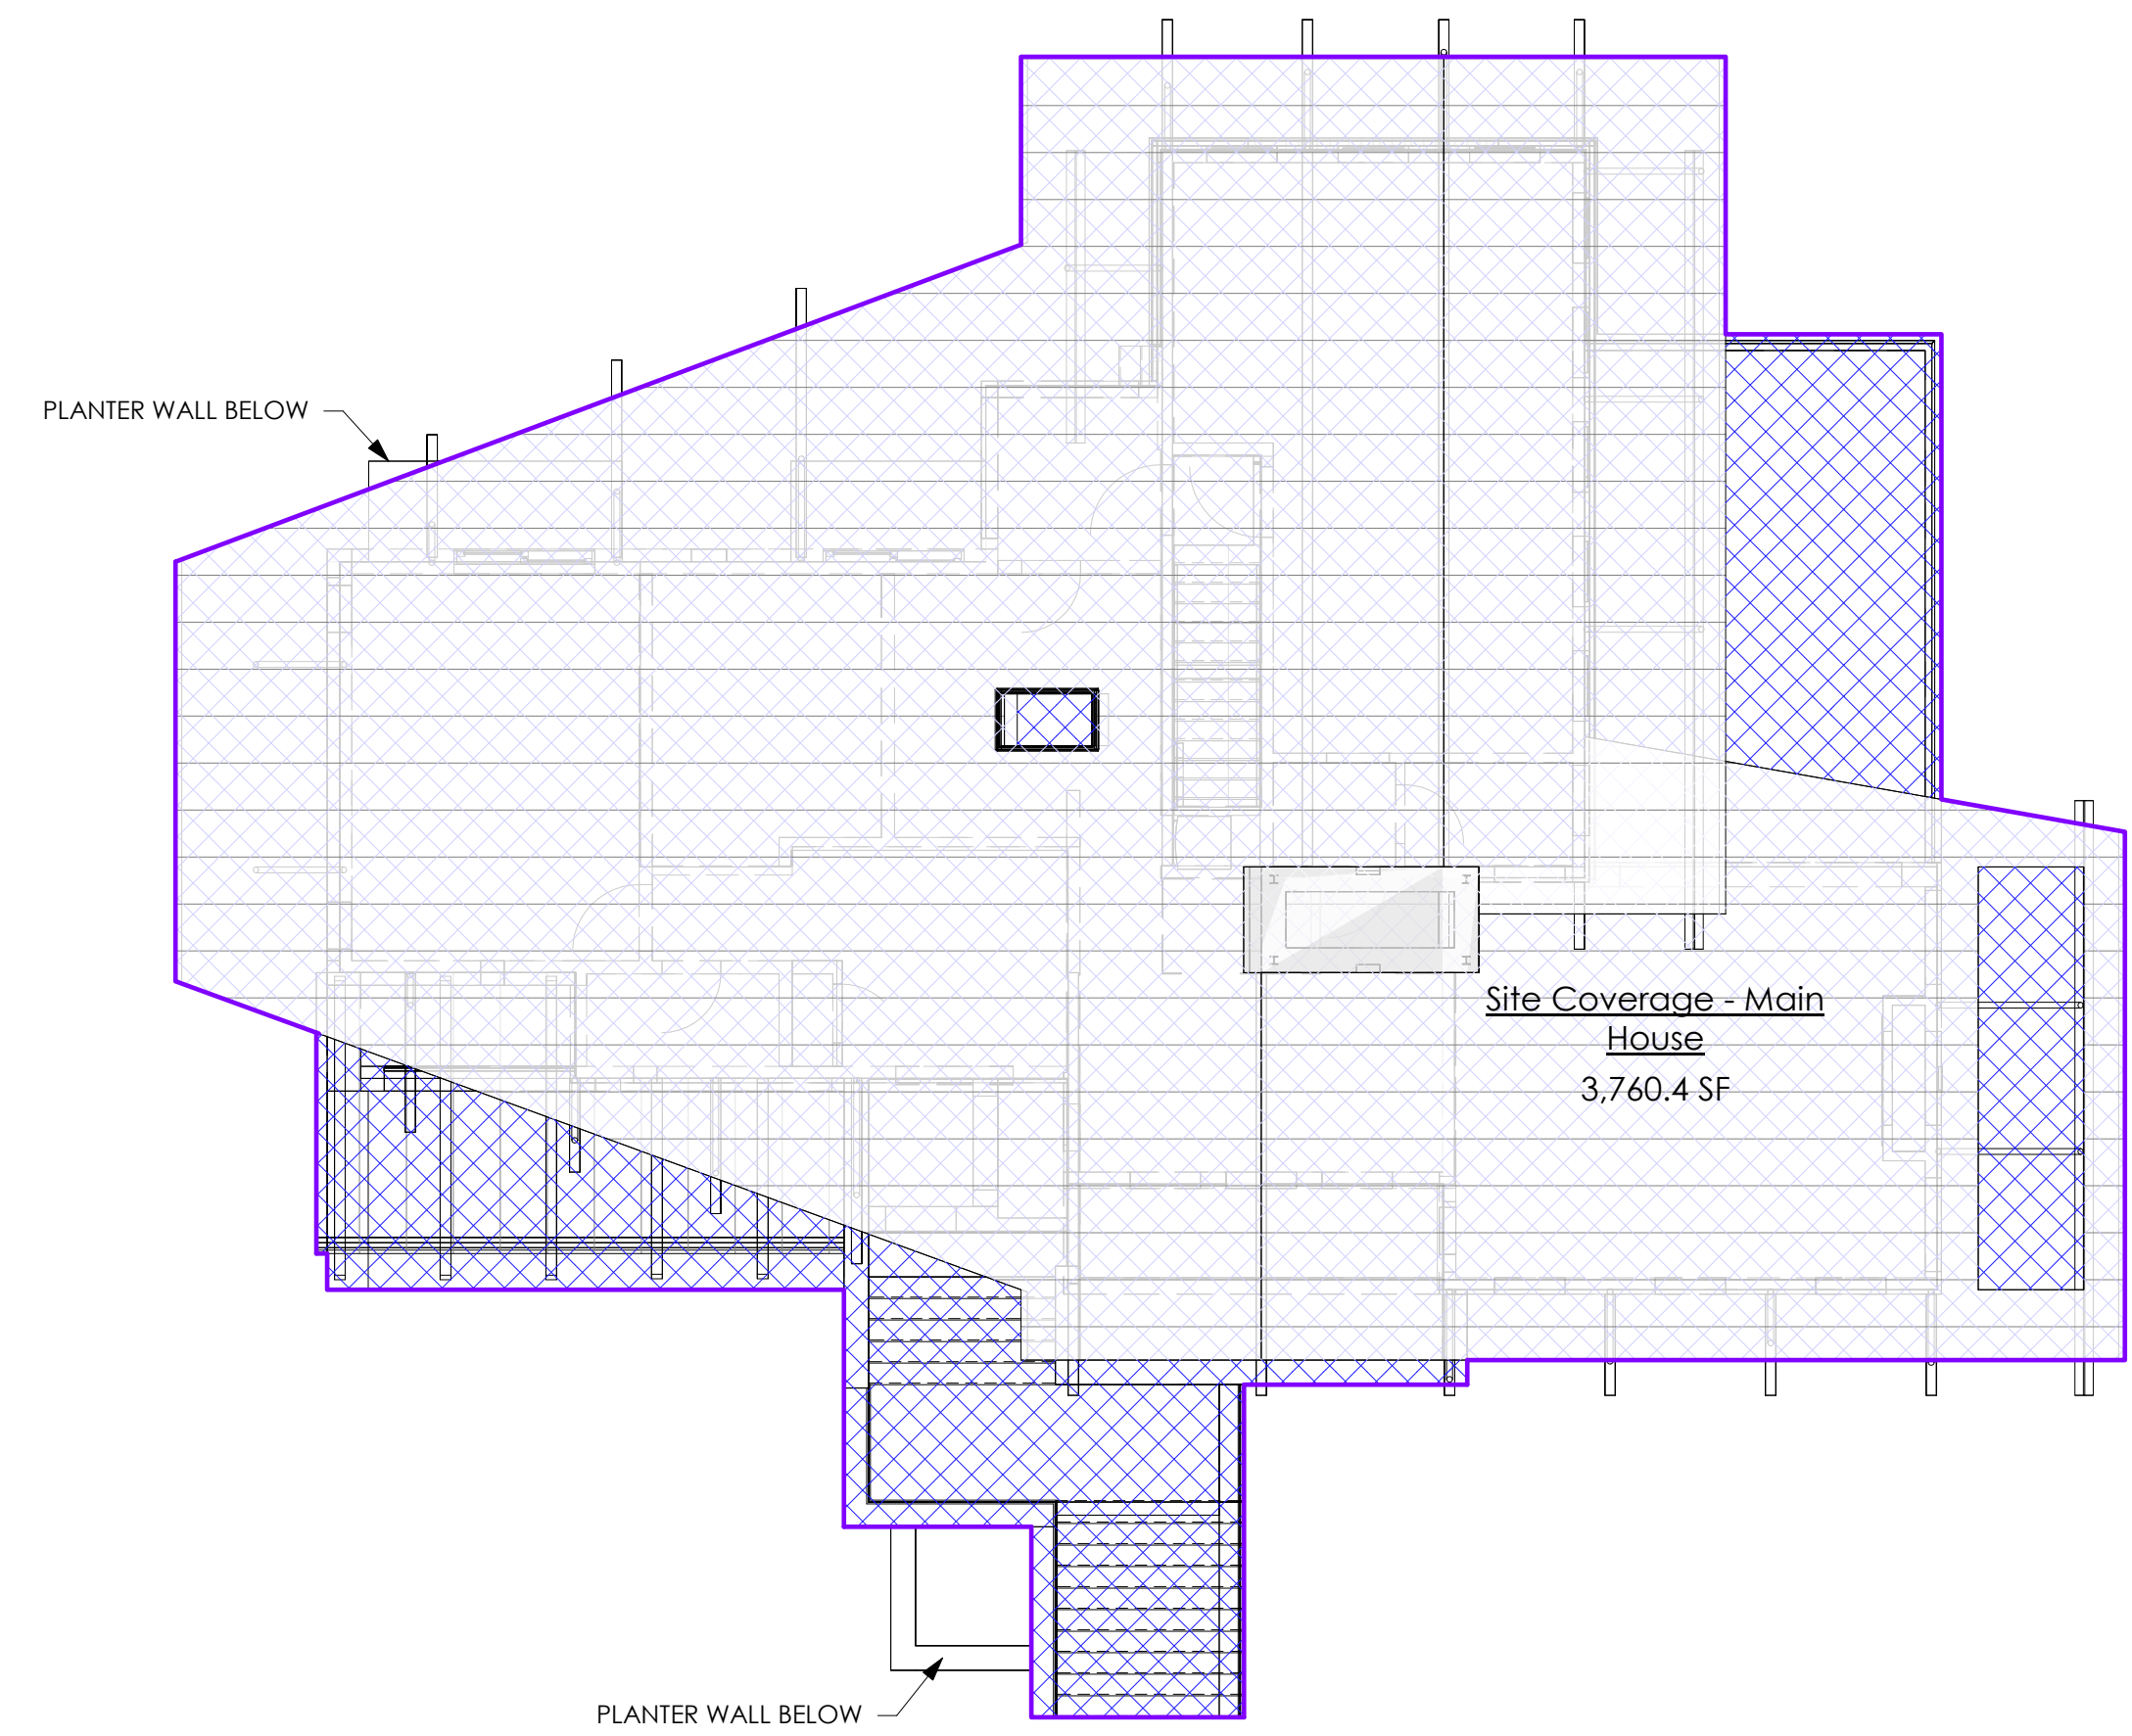 PLANTER WALL BELOW
Site Coverage - Main
House
3,760.4 SF
PLANTER WALL BELOW